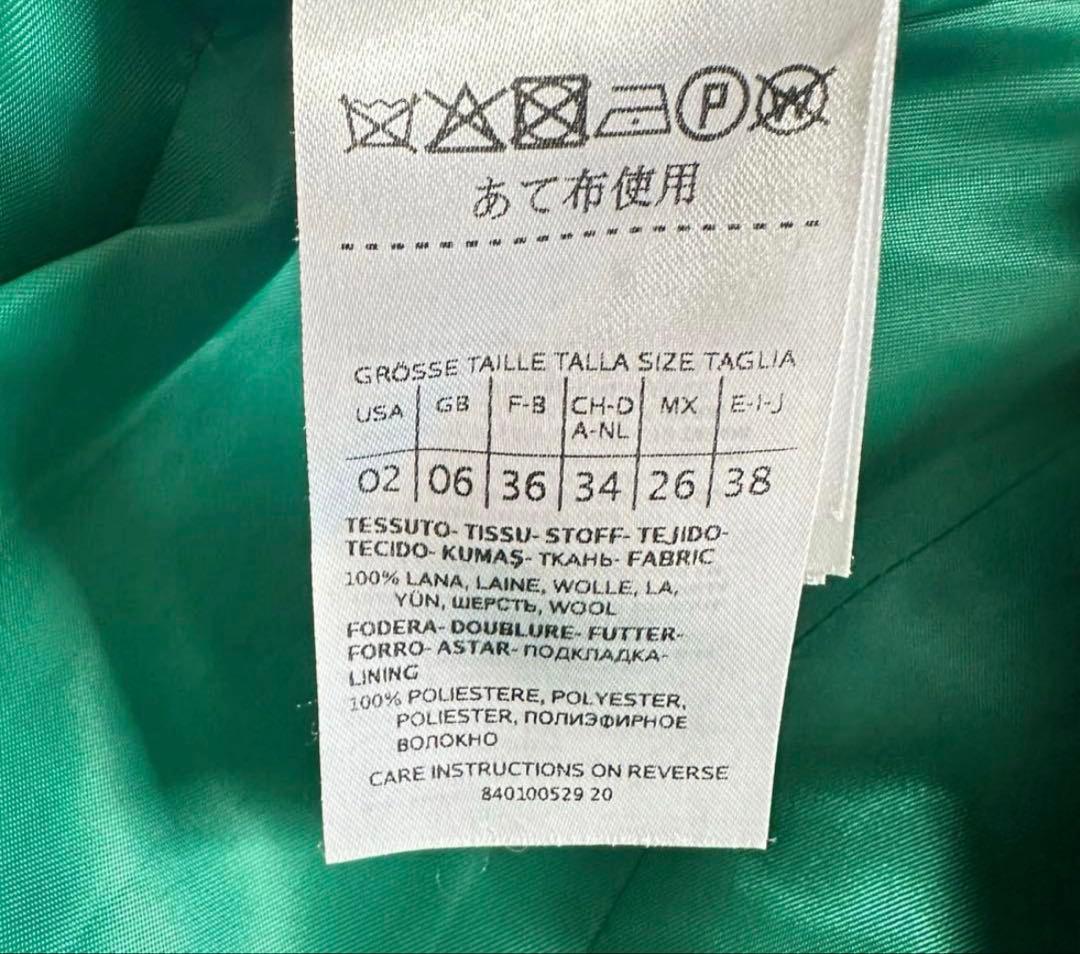 P W
あて布使用
GRÖSSE TAILLE TALLA SIZE TAGLIA
USA GB F-B CH-D A-NL MX E-I-J
02 06 36 34 26 38
TESSUTO- TISSU- STOFF- TEJIDO-
TECIDO- KUMAŞ- ТКАНЬ- FABRIC
100% LANA, LAINE, WOLLE, LA,
YÜN, ШЕРСТЬ, WOOL
FODERA- DOUBLURE- FUTTER-
FORRO- ASTAR- ПОДКЛАДКА-
LINING
100% POLIESTERE, POLYESTER,
POLIESTER, ПОЛИЭФИРНОЕ
ВОЛОКНО
CARE INSTRUCTIONS ON REVERSE
840100529 20